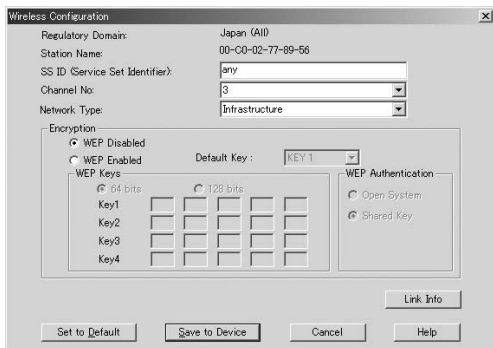 Wireless Configuration
Regulatory Domain: Japan (All)
Station Name: 00-C0-02-77-89-56
SS ID (Service Set Identifier): any
Channel No: 3
Network Type: Infrastructure
Encryption
WEP Disabled
WEP Enabled Default Key : KEY 1
WEP Keys WEP Authentication
64 bits 128 bits Open System
Key1
Key2 Shared Key
Key3
Key4
Link Info
Set to Default Save to Device Cancel Help